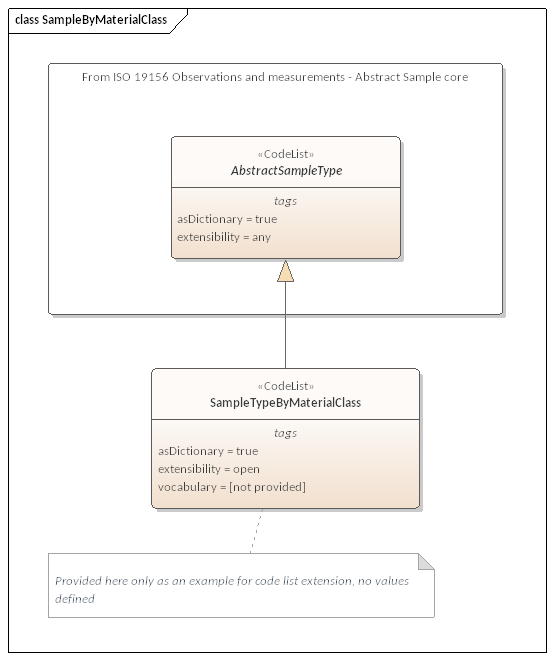 class SampleByMaterialClass
From ISO 19156 Observations and measurements - Abstract Sample core
«CodeList»
AbstractSampleType
tags
asDictionary = true
extensibility = any
«CodeList»
SampleTypeByMaterialClass
tags
asDictionary = true
extensibility = open
vocabulary = [not provided]
Provided here only as an example for code list extension, no values
defined